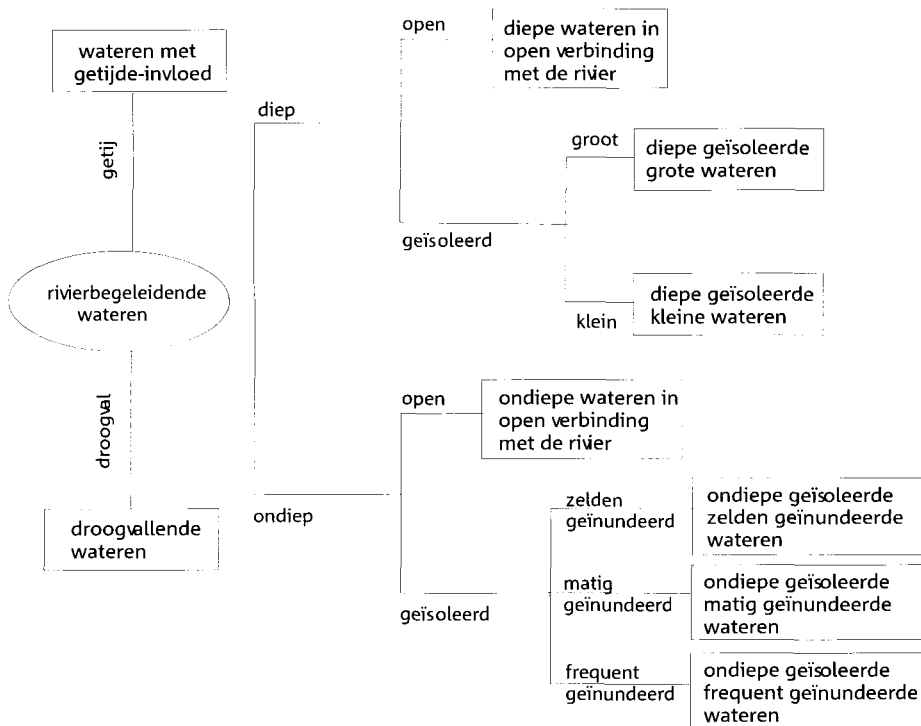 wateren met
getijde-invloed
getij
rivierbegeleidende
wateren
droogval
droogvallende
wateren
diep
open
diepe wateren in
open verbinding
met de rivier
geïsoleerd
groot
diepe geïsoleerde
grote wateren
klein
diepe geïsoleerde
kleine wateren
ondiep
open
ondiepe wateren in
open verbinding
met de rivier
geïsoleerd
zelden
geïnundeerd
ondiepe geïsoleerde
zelden geïnundeerde
wateren
matig
geïnundeerd
ondiepe geïsoleerde
matig geïnundeerde
wateren
frequent
geïnundeerd
ondiepe geïsoleerde
frequent geïnundeerde
wateren